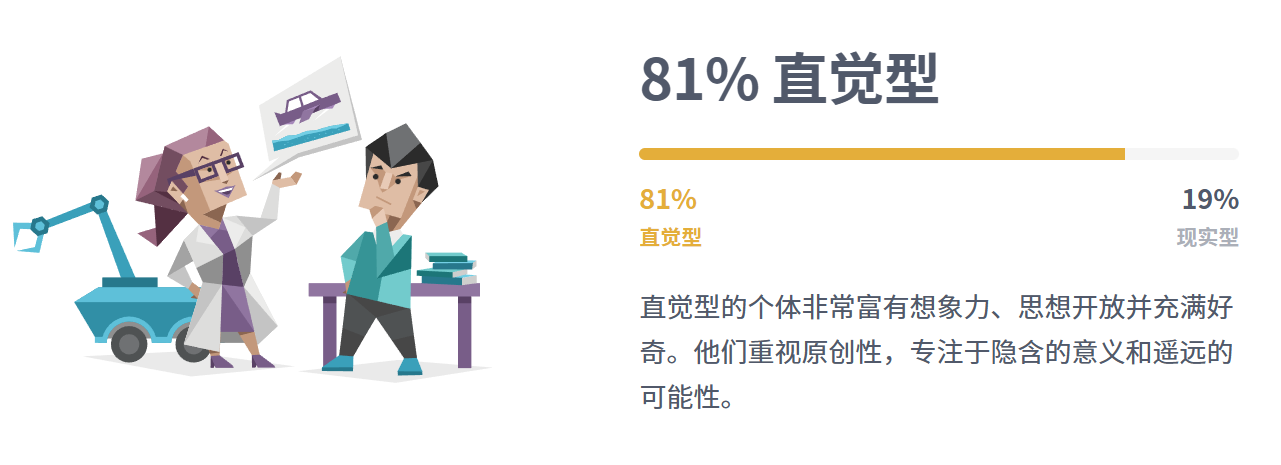 81% 直觉型
81%
19%
直觉型
现实型
直觉型的个体非常富有想象力、思想开放并充满好
奇。他们重视原创性，专注于隐含的意义和遥远的
可能性。